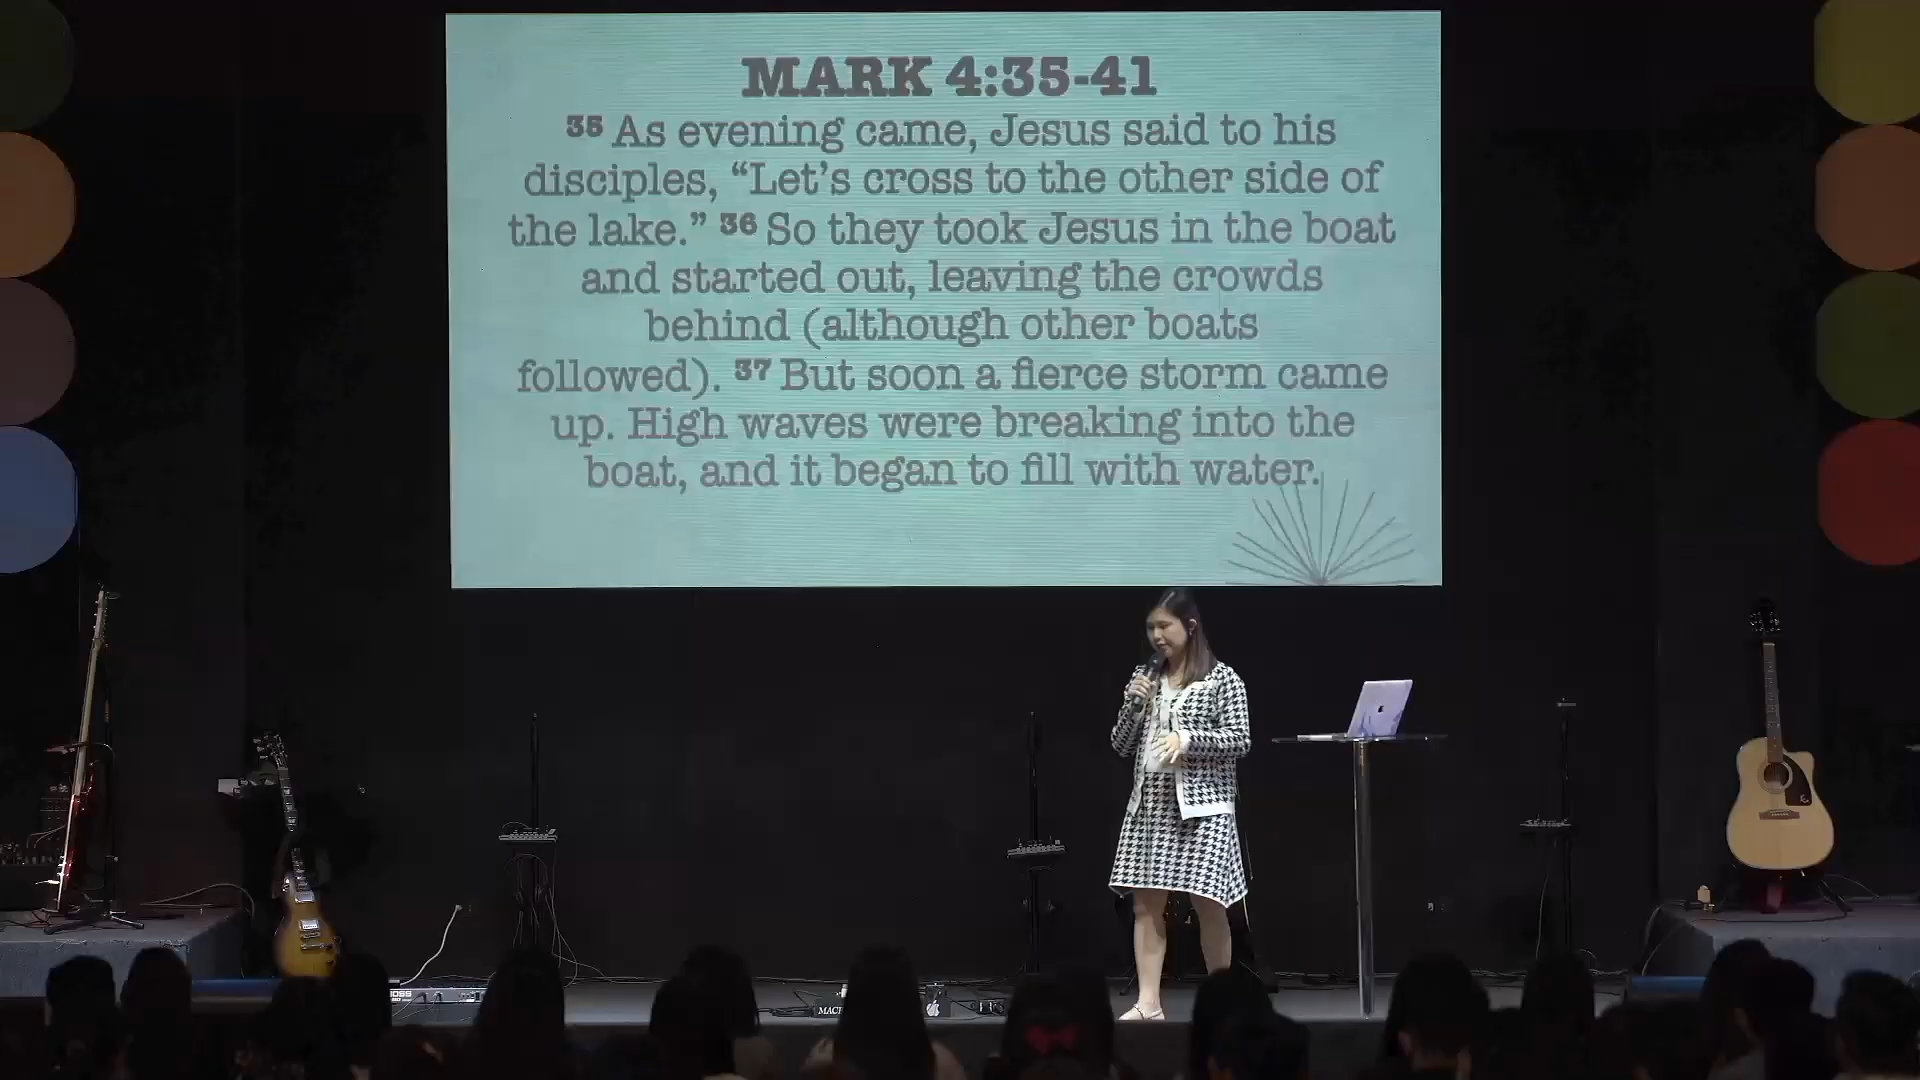 MARK 4:35-41
35 As evening came, Jesus said to his
disciples, “Let’s cross to the other side of
the lake.” 36 So they took Jesus in the boat
and started out, leaving the crowds
behind (although other boats
followed). 37 But soon a fierce storm came
up. High waves were breaking into the
boat, and it began to fill with water.